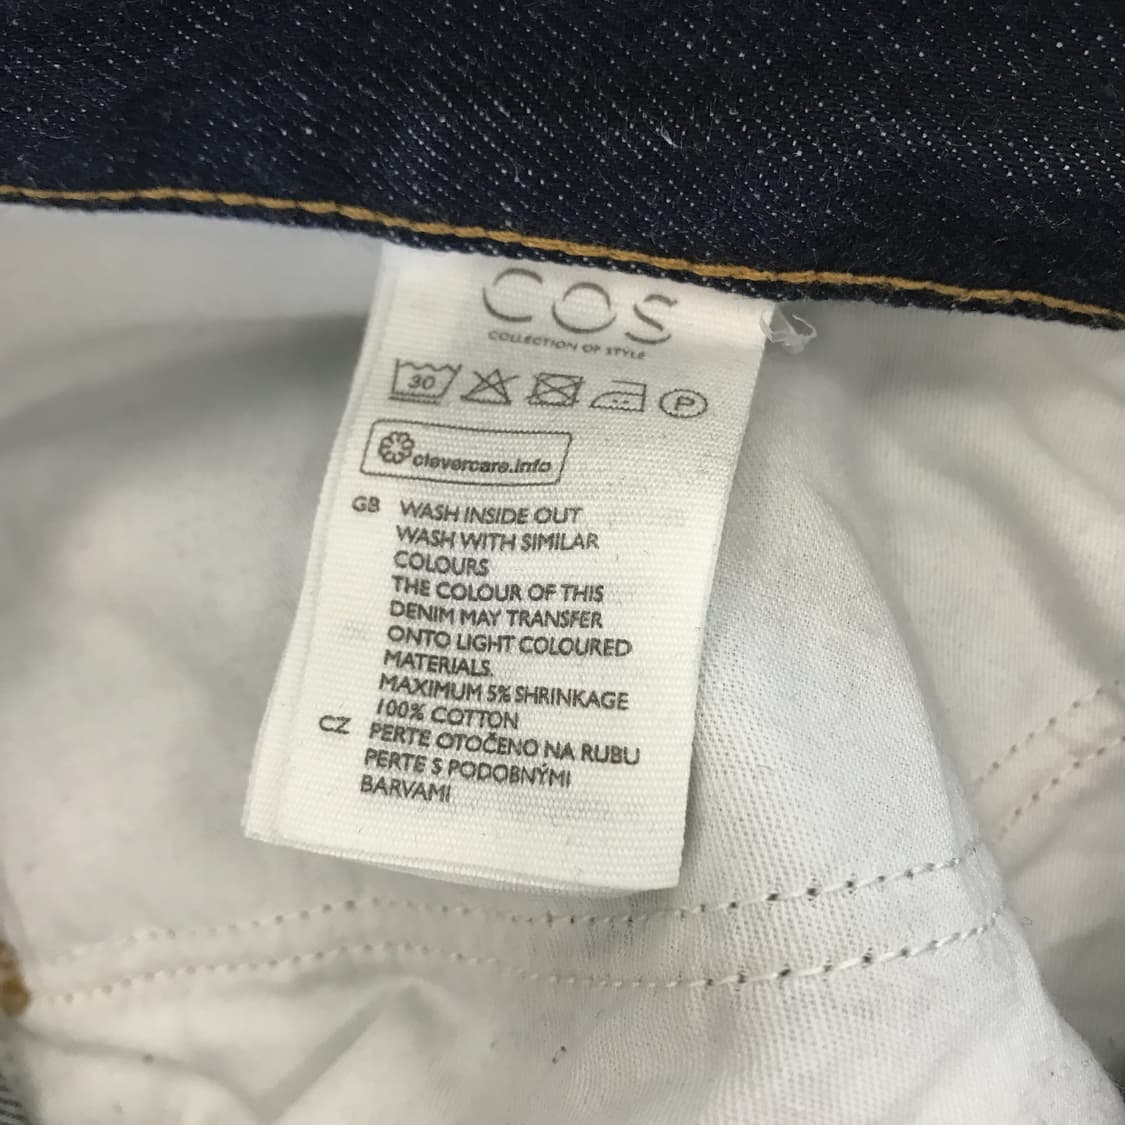 COS
COLLECTION OF STYLE
30 P
clevercare.info
GB WASH INSIDE OUT
WASH WITH SIMILAR
COLOURS
THE COLOUR OF THIS
DENIM MAY TRANSFER
ONTO LIGHT COLOURED
MATERIALS.
MAXIMUM 5% SHRINKAGE
100% COTTON
CZ PERTE OTOČENO NA RUBU
PERTE S PODOBNÝMI
BARVAMI